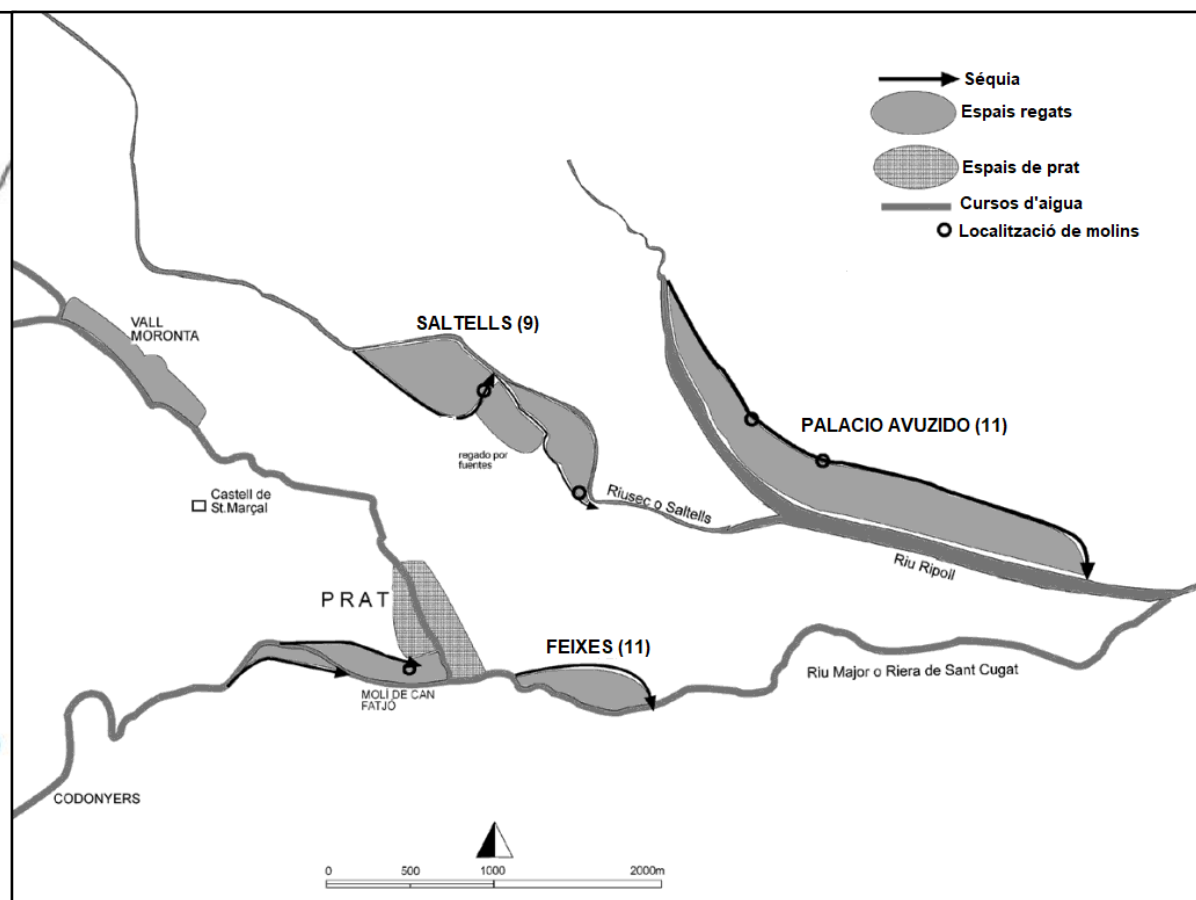 Séquia
Espais regats
Espais de prat
Cursos d'aigua
Localització de molins
VALL
MORONTA
SALTELLS (9)
PALACIO AVUZIDO (11)
regado por
fuentes
Castell de
St.Marçal
Riusec o Saltells
Riu Ripoll
PRAT
FEIXES (11)
Riu Major o Riera de Sant Cugat
MOLÍ DE CAN
FATJÓ
CODONYERS
0 500 1000 2000m